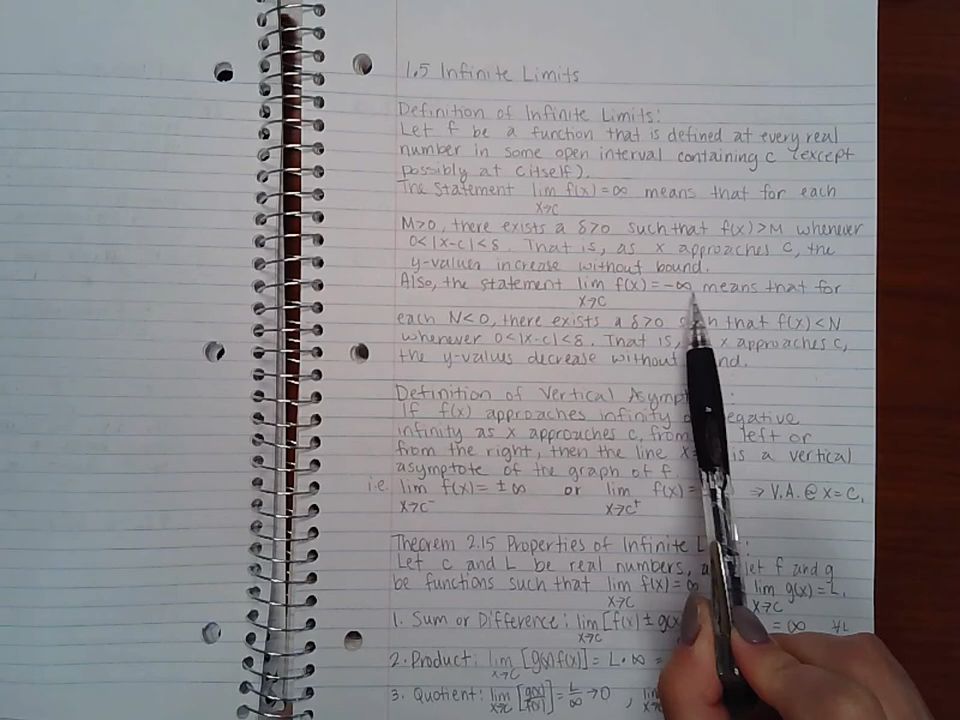 1.5 Infinite Limits
Definition of Infinite Limits:
Let f be a function that is defined at every real
number in some open interval containing c (except
possibly at c itself).
The statement lim f(x) = ∞ means that for each
x→c
M>0, there exists a δ>0 such that f(x)>M whenever
0<|x-c|<δ. That is, as x approaches c, the
y-values increase without bound.
Also, the statement lim f(x) = -∞ means that for
x→c
each N<0, there exists a δ>0 that f(x)<N
whenever 0<|x-c|<δ. That is, x approaches c,
the y-values decrease without
Definition of Vertical
If f(x) approaches infinity
infinity as x approaches c, from left or
from the right, then the line is a vertical
asymptote of the graph of f.
i.e. lim f(x) = ±∞ or lim f(x) = ⇒ V.A. @ x=c.
x→c⁻ x→c⁺
Theorem 2.15 Properties of Infinite
Let c and L be real numbers, let f and g
be functions such that lim f(x) = ∞ lim g(x) = L.
x→c x→c
1. Sum or Difference: lim [f(x) ± = ∞
x→c
2. Product: lim [g(x)f(x)] = L·∞ =
x→c
3. Quotient: lim [g(x)/f(x)] = L/∞ → 0,
x→c